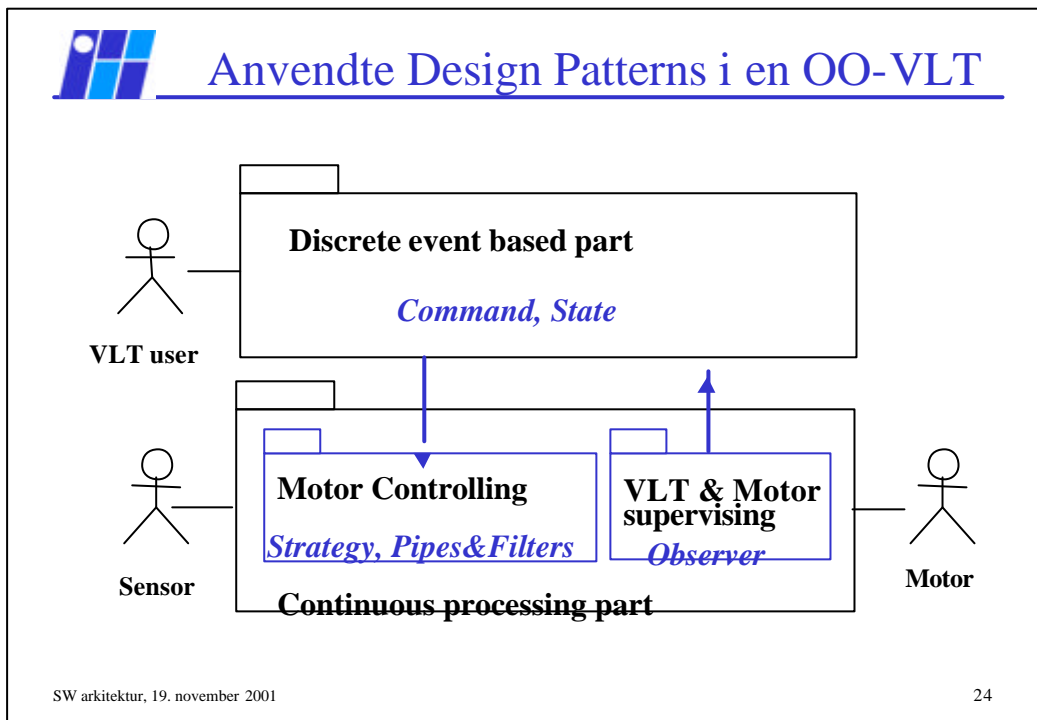 Anvendte Design Patterns i en OO-VLT
Discrete event based part
Command, State
VLT user
Motor Controlling
Strategy, Pipes&Filters
VLT & Motor
supervising
Observer
Sensor
Motor
Continuous processing part
SW arkitektur, 19. november 2001
24